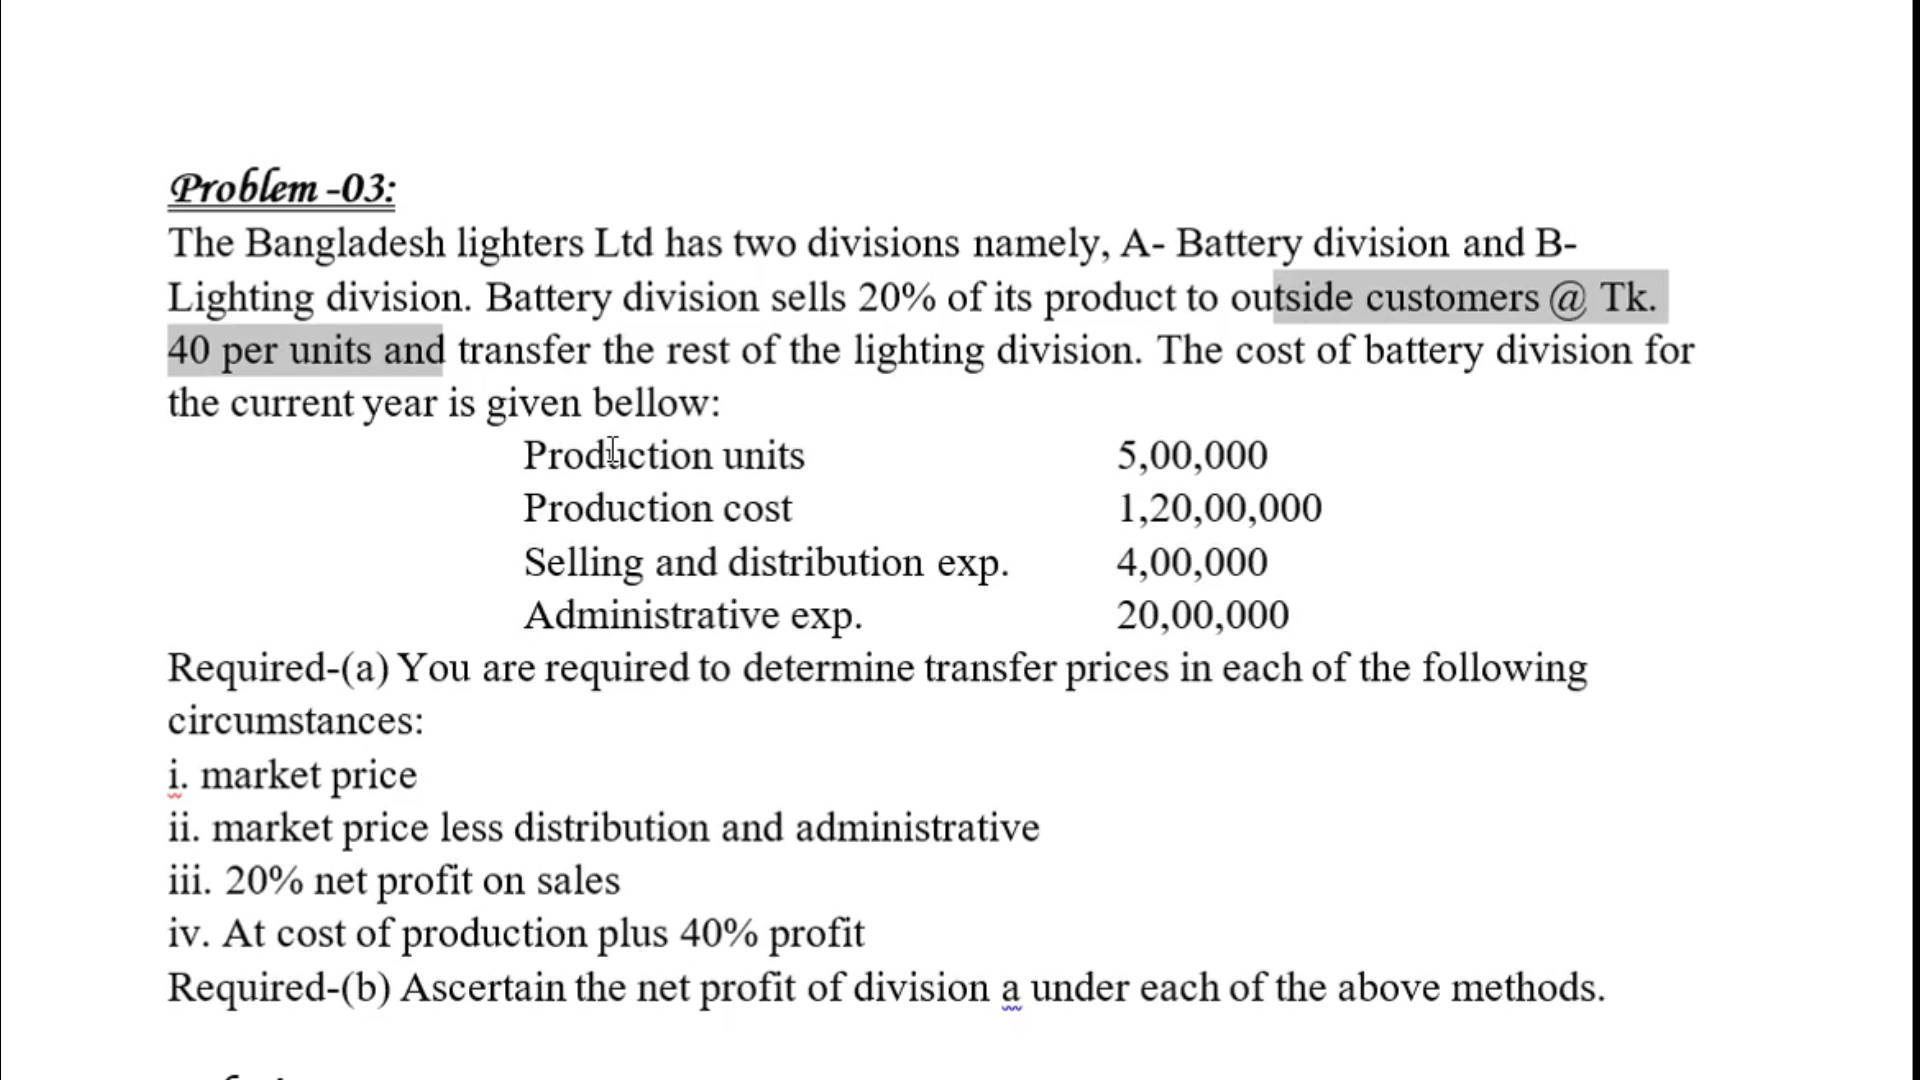 Problem -03:
The Bangladesh lighters Ltd has two divisions namely, A- Battery division and B-
Lighting division. Battery division sells 20% of its product to outside customers @ Tk.
40 per units and transfer the rest of the lighting division. The cost of battery division for
the current year is given bellow:
Production units 5,00,000
Production cost 1,20,00,000
Selling and distribution exp. 4,00,000
Administrative exp. 20,00,000
Required-(a) You are required to determine transfer prices in each of the following
circumstances:
i. market price
ii. market price less distribution and administrative
iii. 20% net profit on sales
iv. At cost of production plus 40% profit
Required-(b) Ascertain the net profit of division a under each of the above methods.